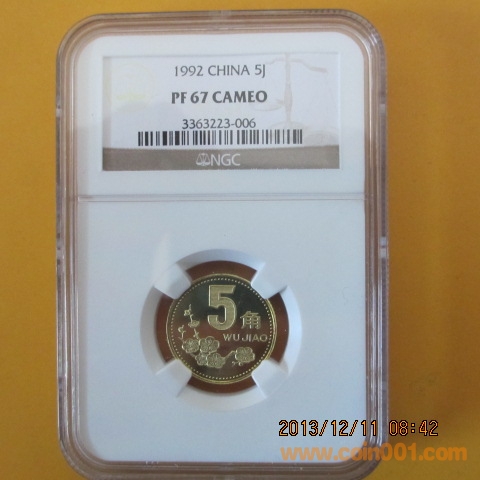 1992 CHINA 5J
PF 67 CAMEO
3363223-006
NGC
5角
WU JIAO
2013/12/11 08:42
www.coin001.com